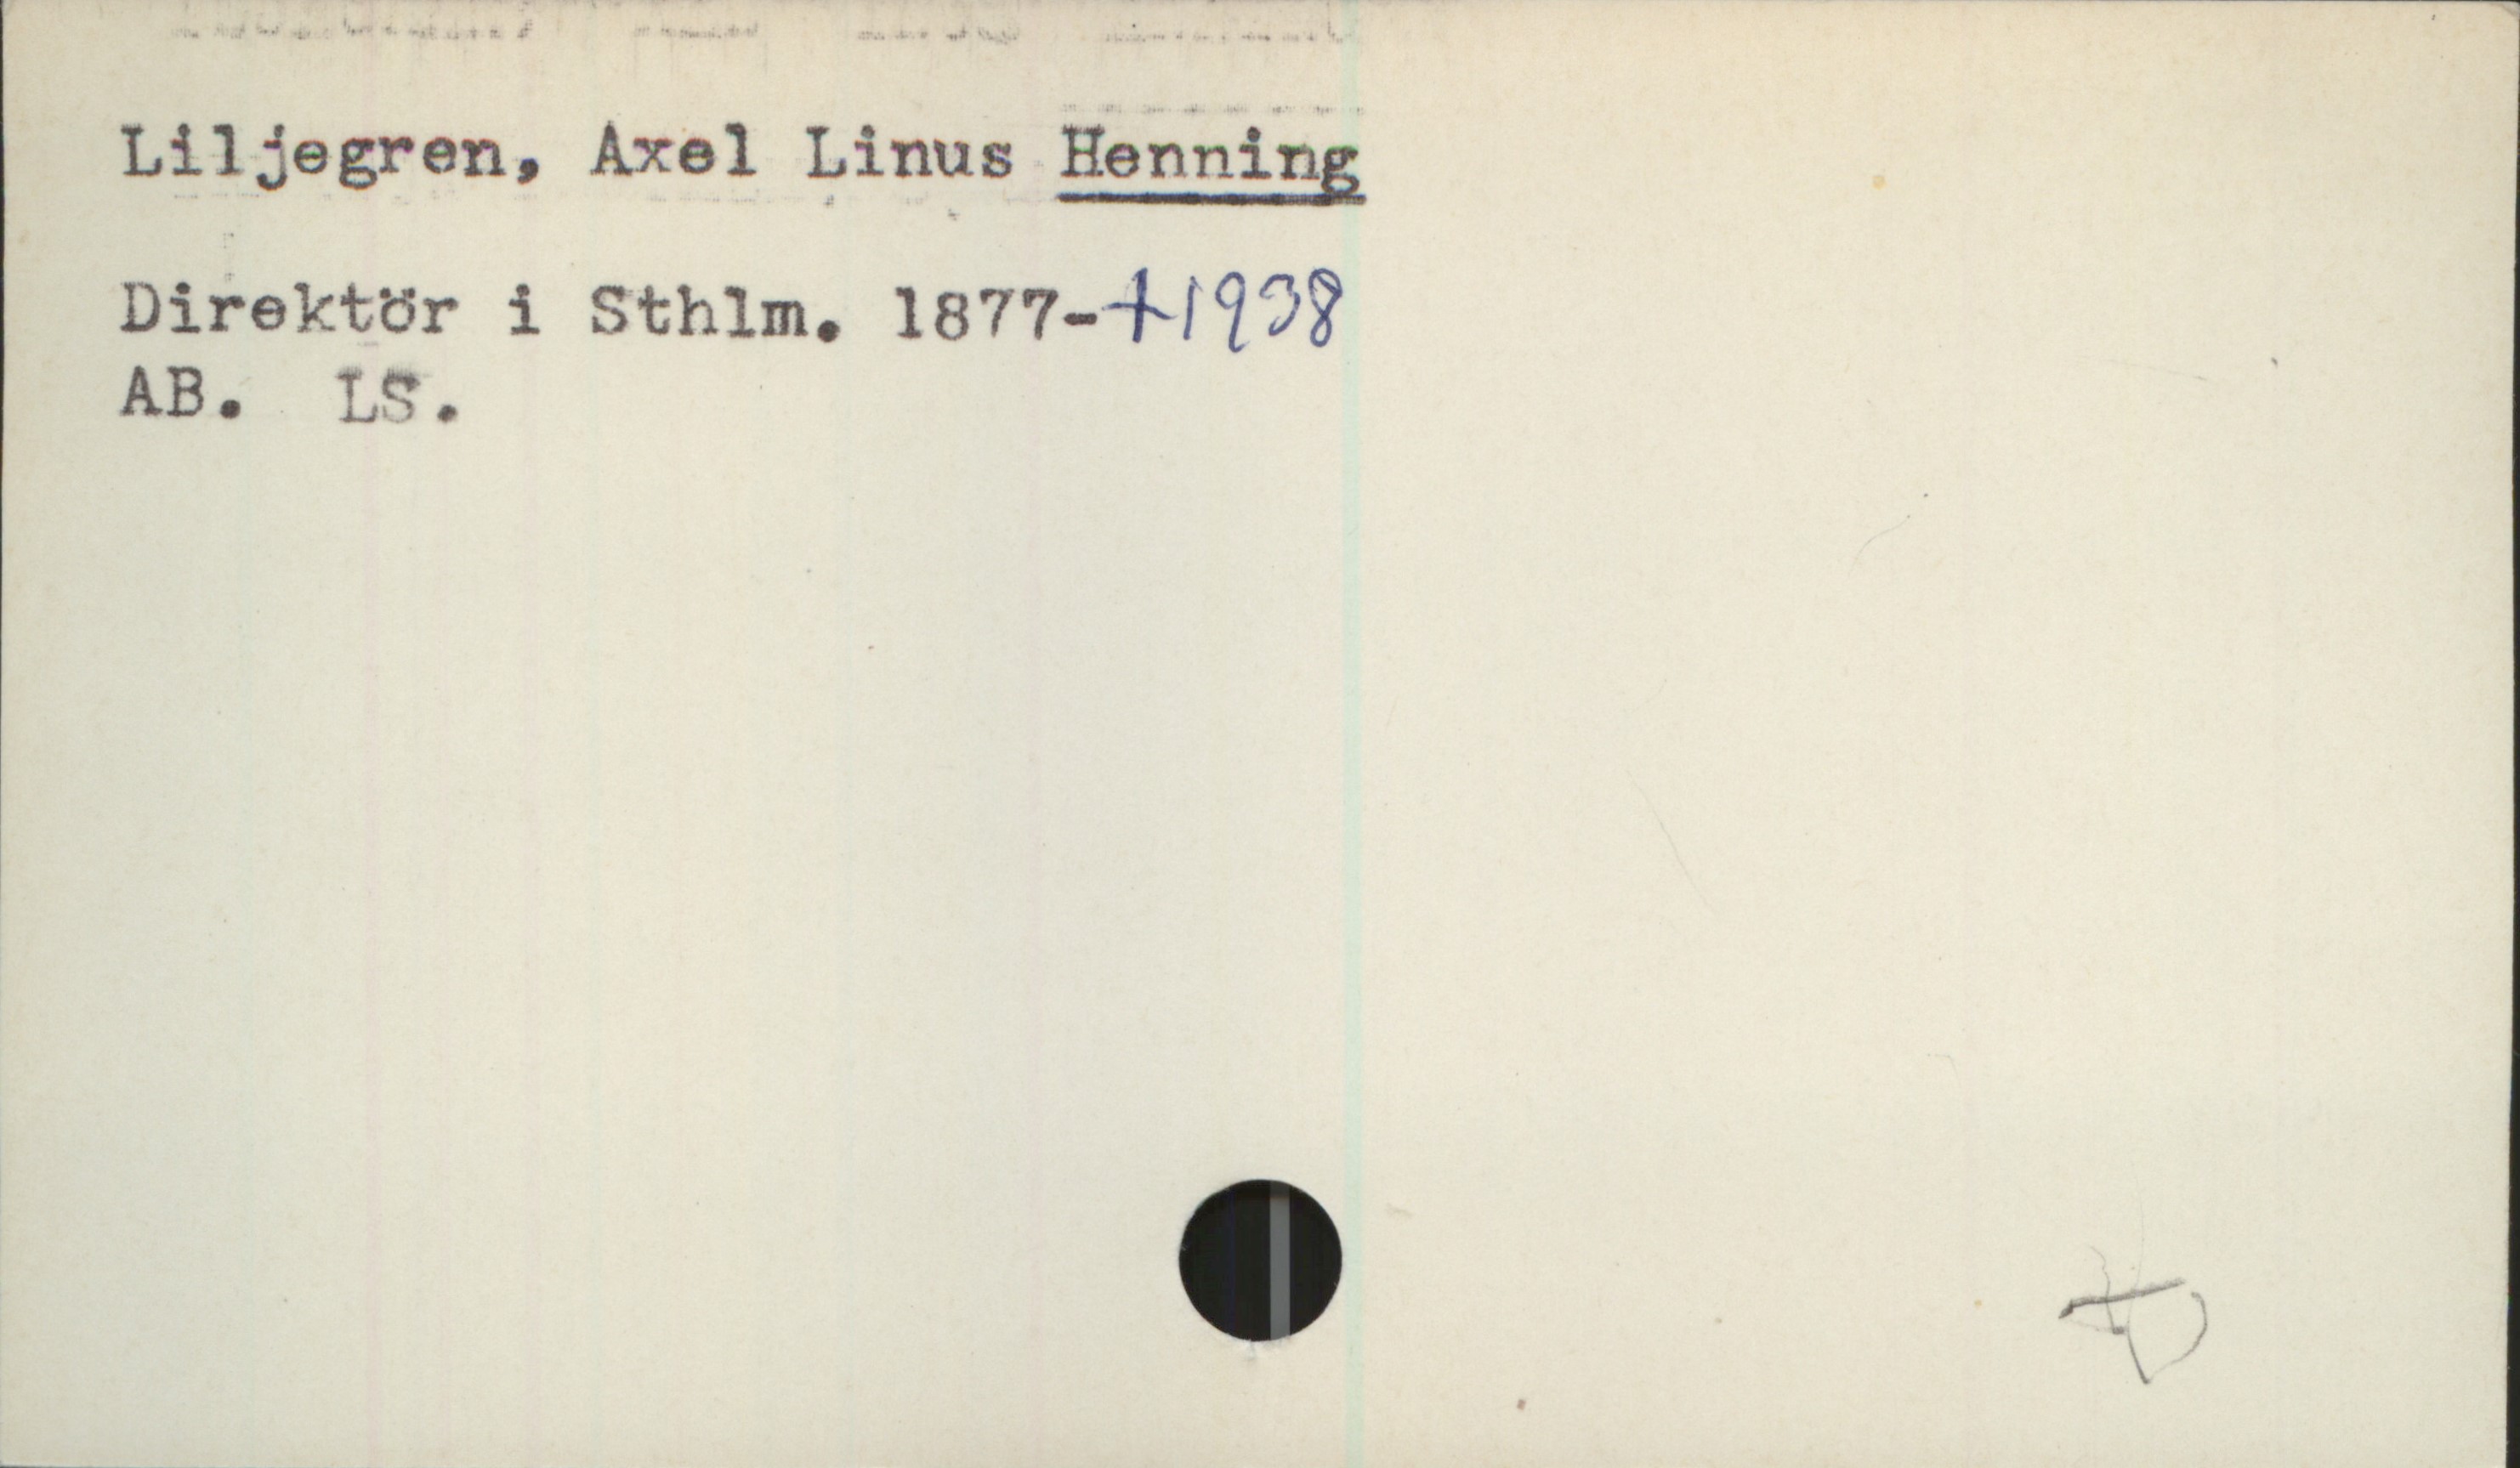 Liljegren, Axel Linus Henning
Direktör i Sthlm. 1877-+1938
AB. LS.